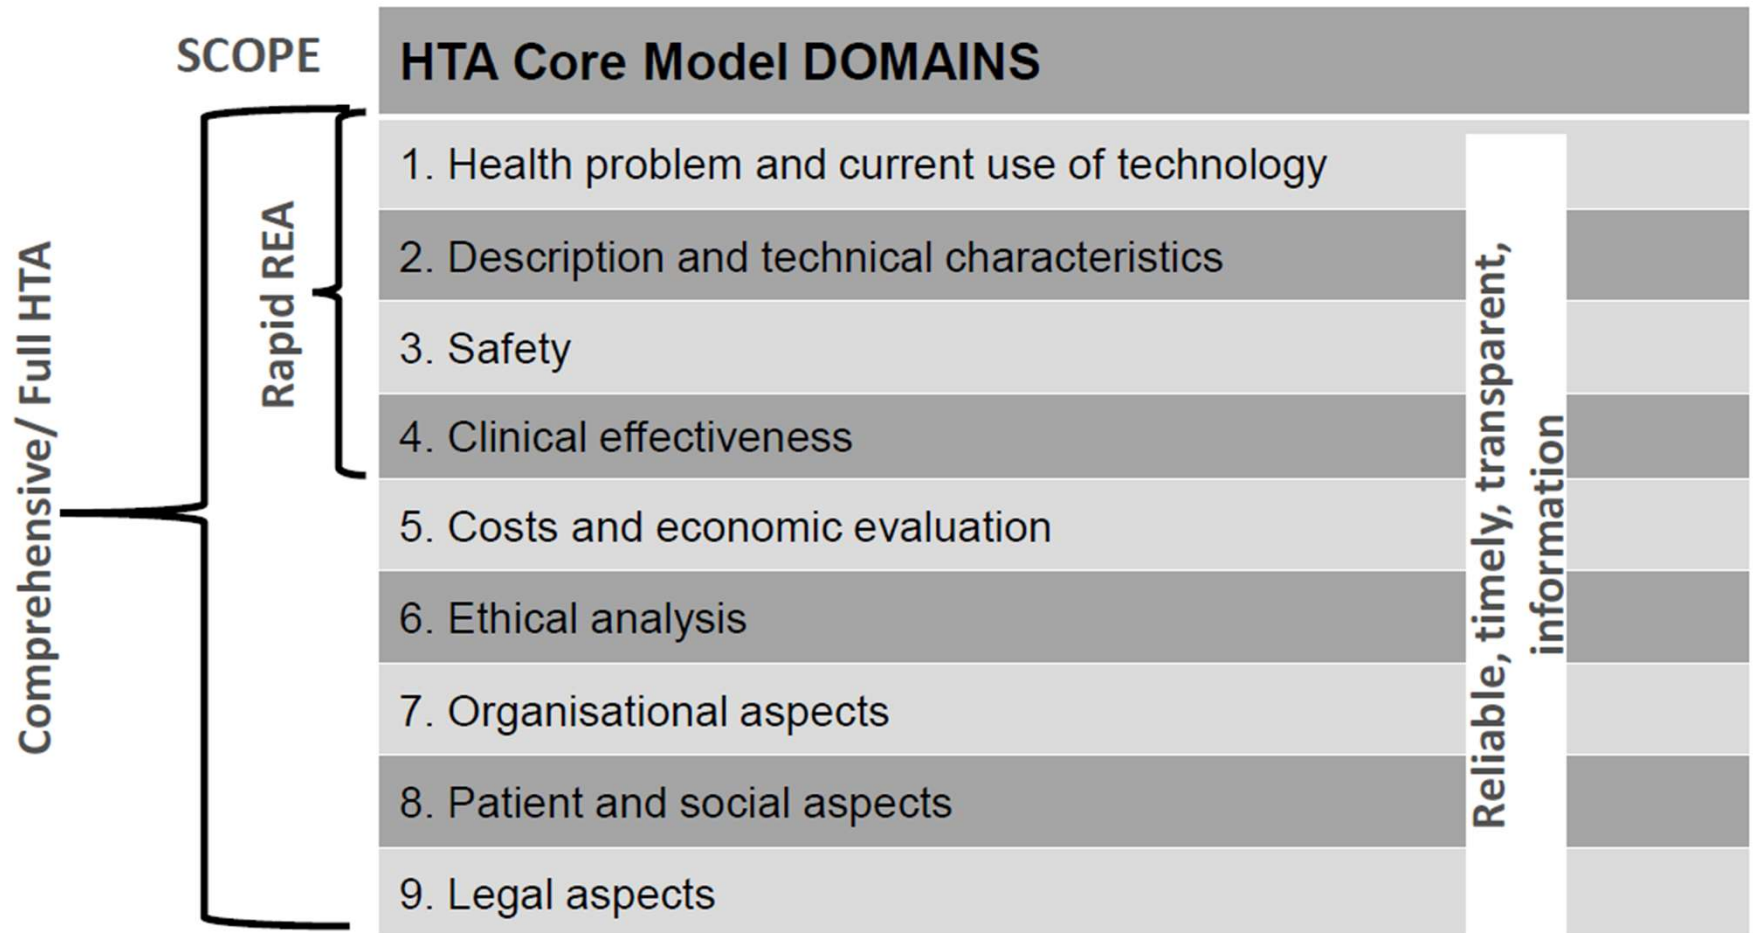 SCOPE
HTA Core Model DOMAINS
Comprehensive/ Full HTA
Rapid REA
1. Health problem and current use of technology
2. Description and technical characteristics
3. Safety
4. Clinical effectiveness
5. Costs and economic evaluation
6. Ethical analysis
7. Organisational aspects
8. Patient and social aspects
9. Legal aspects
Reliable, timely, transparent,
information